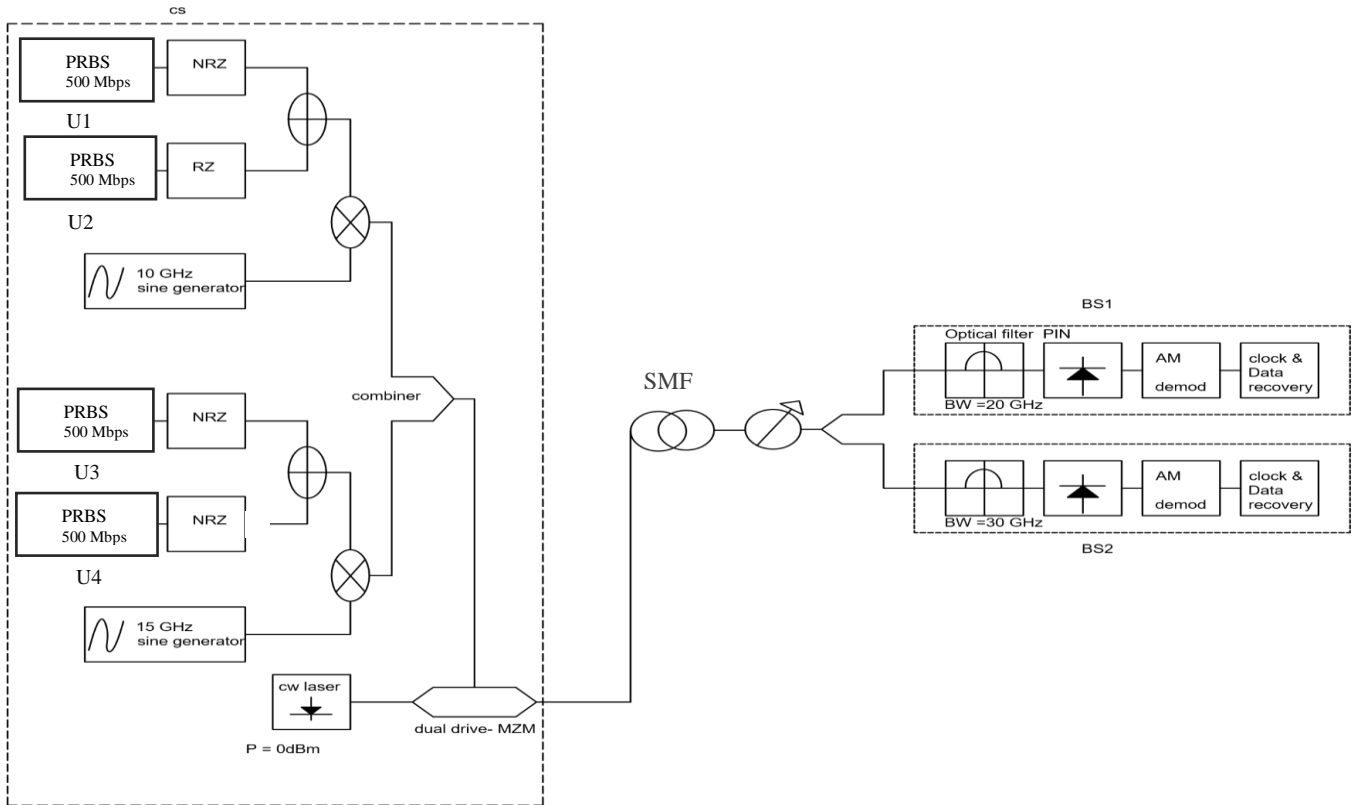 cs
PRBS
500 Mbps
NRZ
U1
PRBS
500 Mbps
RZ
U2
10 GHz
sine generator
PRBS
500 Mbps
NRZ
U3
PRBS
500 Mbps
NRZ
U4
15 GHz
sine generator
combiner
cw laser
P = 0dBm
dual drive- MZM
SMF
BS1
Optical filter PIN
BW =20 GHz
AM
demod
clock &
Data
recovery
BW =30 GHz
AM
demod
clock &
Data
recovery
BS2